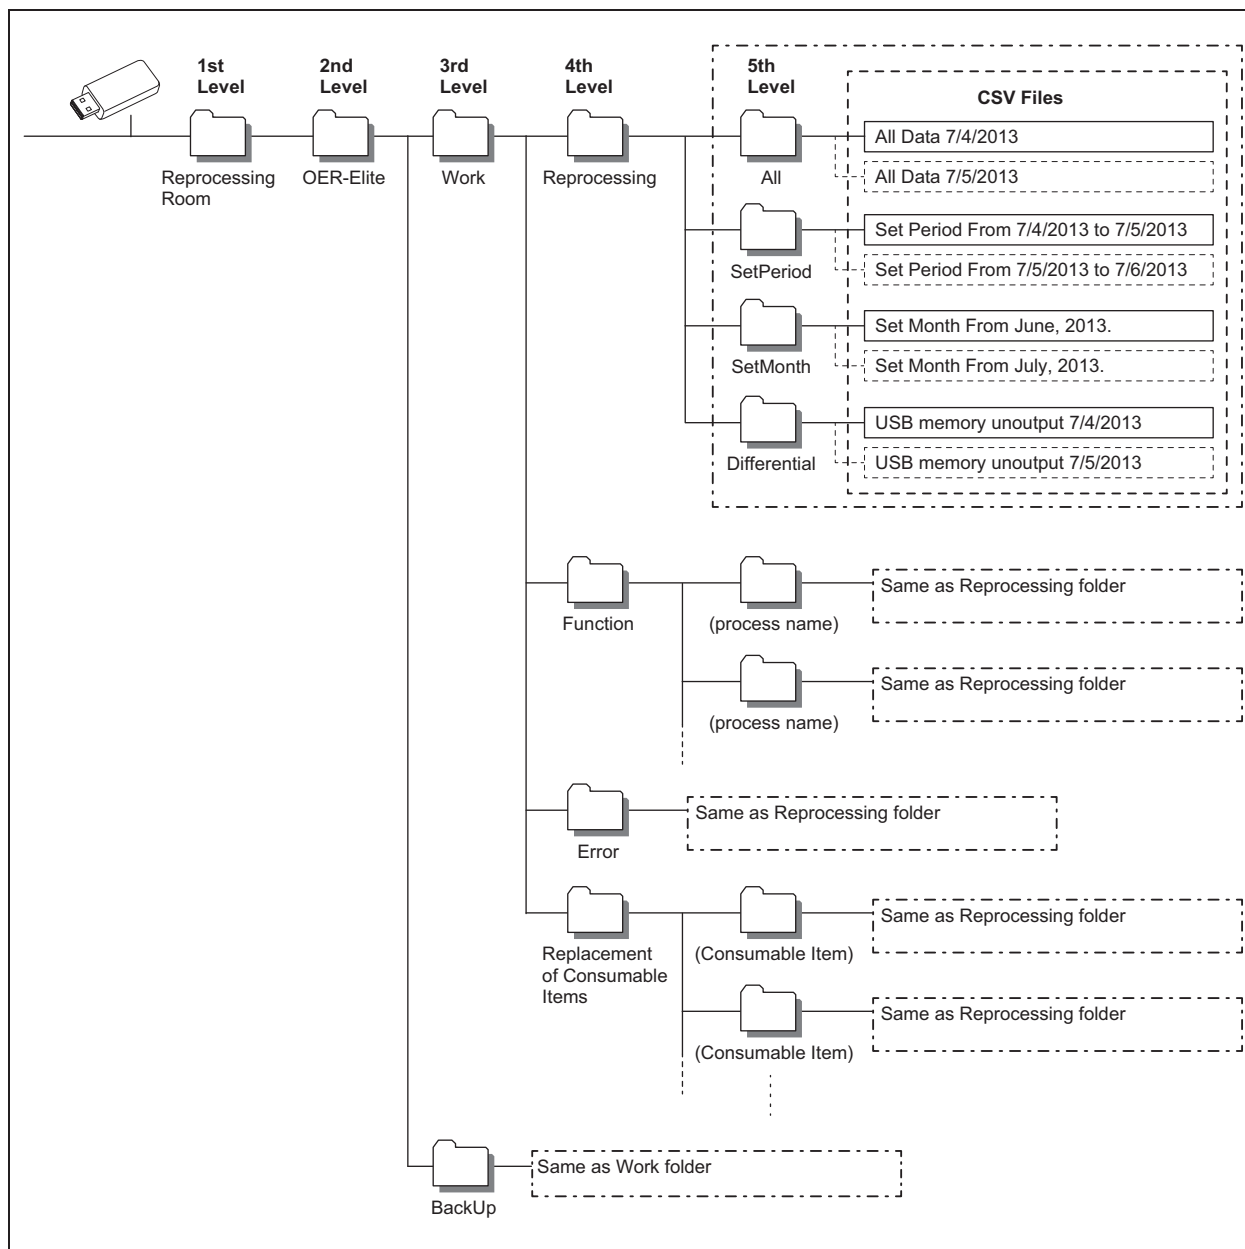 1st
Level
2nd
Level
3rd
Level
4th
Level
5th
Level
CSV Files
Reprocessing
Room
OER-Elite
Work
Reprocessing
All
All Data 7/4/2013
All Data 7/5/2013
SetPeriod
Set Period From 7/4/2013 to 7/5/2013
Set Period From 7/5/2013 to 7/6/2013
SetMonth
Set Month From June, 2013.
Set Month From July, 2013.
Differential
USB memory unoutput 7/4/2013
USB memory unoutput 7/5/2013
Function
(process name)
Same as Reprocessing folder
(process name)
Same as Reprocessing folder
Error
Same as Reprocessing folder
Replacement
of Consumable
Items
(Consumable Item)
Same as Reprocessing folder
(Consumable Item)
Same as Reprocessing folder
BackUp
Same as Work folder